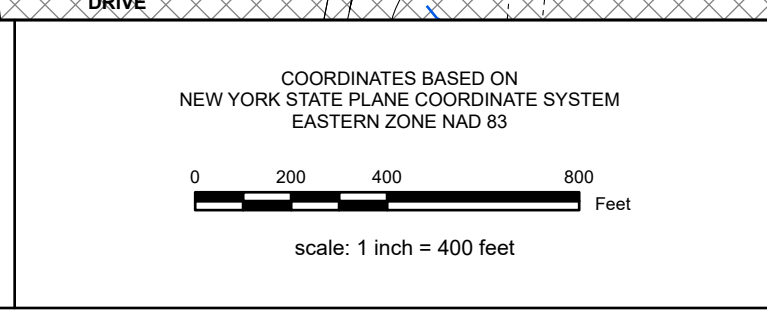 DRIVE
COORDINATES BASED ON
NEW YORK STATE PLANE COORDINATE SYSTEM
EASTERN ZONE NAD 83
0 200 400 800
Feet
scale: 1 inch = 400 feet